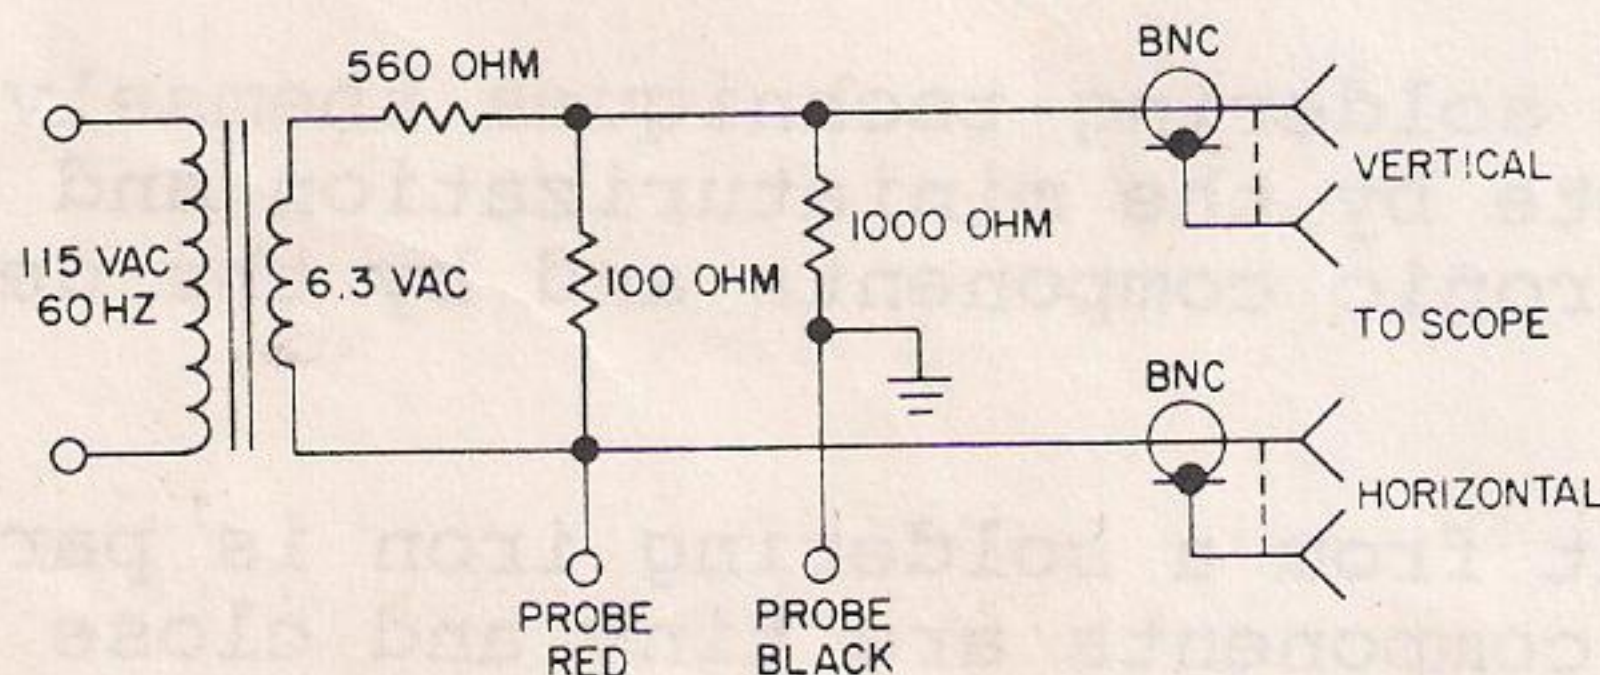 560 OHM
BNC
VERTICAL
1000 OHM
115 VAC
60 HZ
6.3 VAC
100 OHM
TO SCOPE
BNC
HORIZONTAL
PROBE
RED
PROBE
BLACK